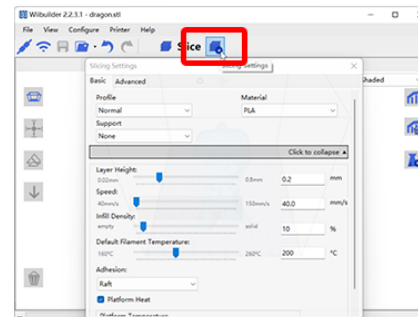 Wiibuilder 2.2.3.1 - dragon.stl
File View Configure Printer Help
Slice
Slicing Settings
Slicing Settings
Shaded
Basic Advanced
Profile Material
Normal PLA
Support
None
Click to collapse ▲
Layer Height:
0.02mm 0.8mm 0.2 mm
Speed:
40mm/s 150mm/s 40.0 mm/s
Infill Density:
empty solid 10 %
Default Filament Temperature:
160°C 260°C 200 °C
Adhesion:
Raft
Platform Heat
Platform Temperature